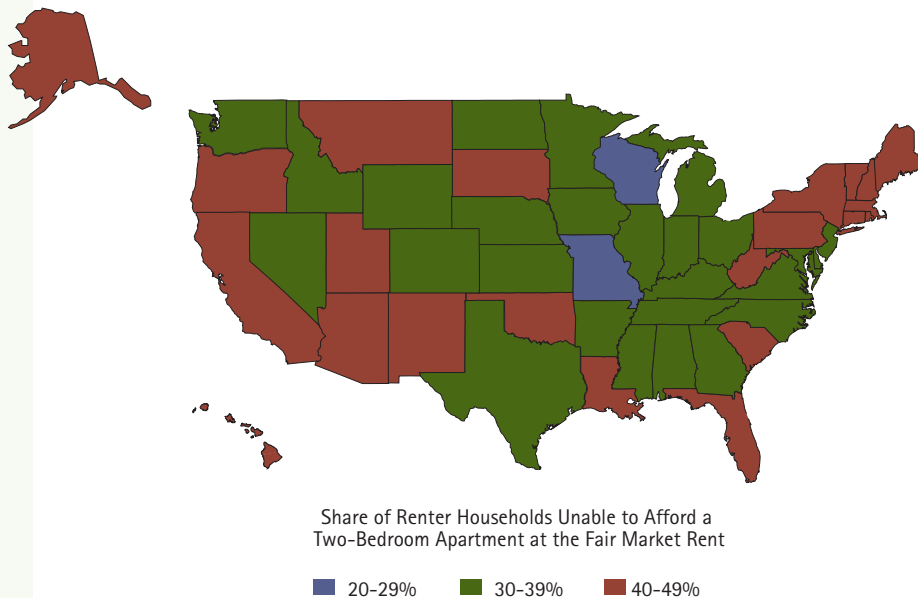 Share of Renter Households Unable to Afford a
Two-Bedroom Apartment at the Fair Market Rent
20-29% 30-39% 40-49%